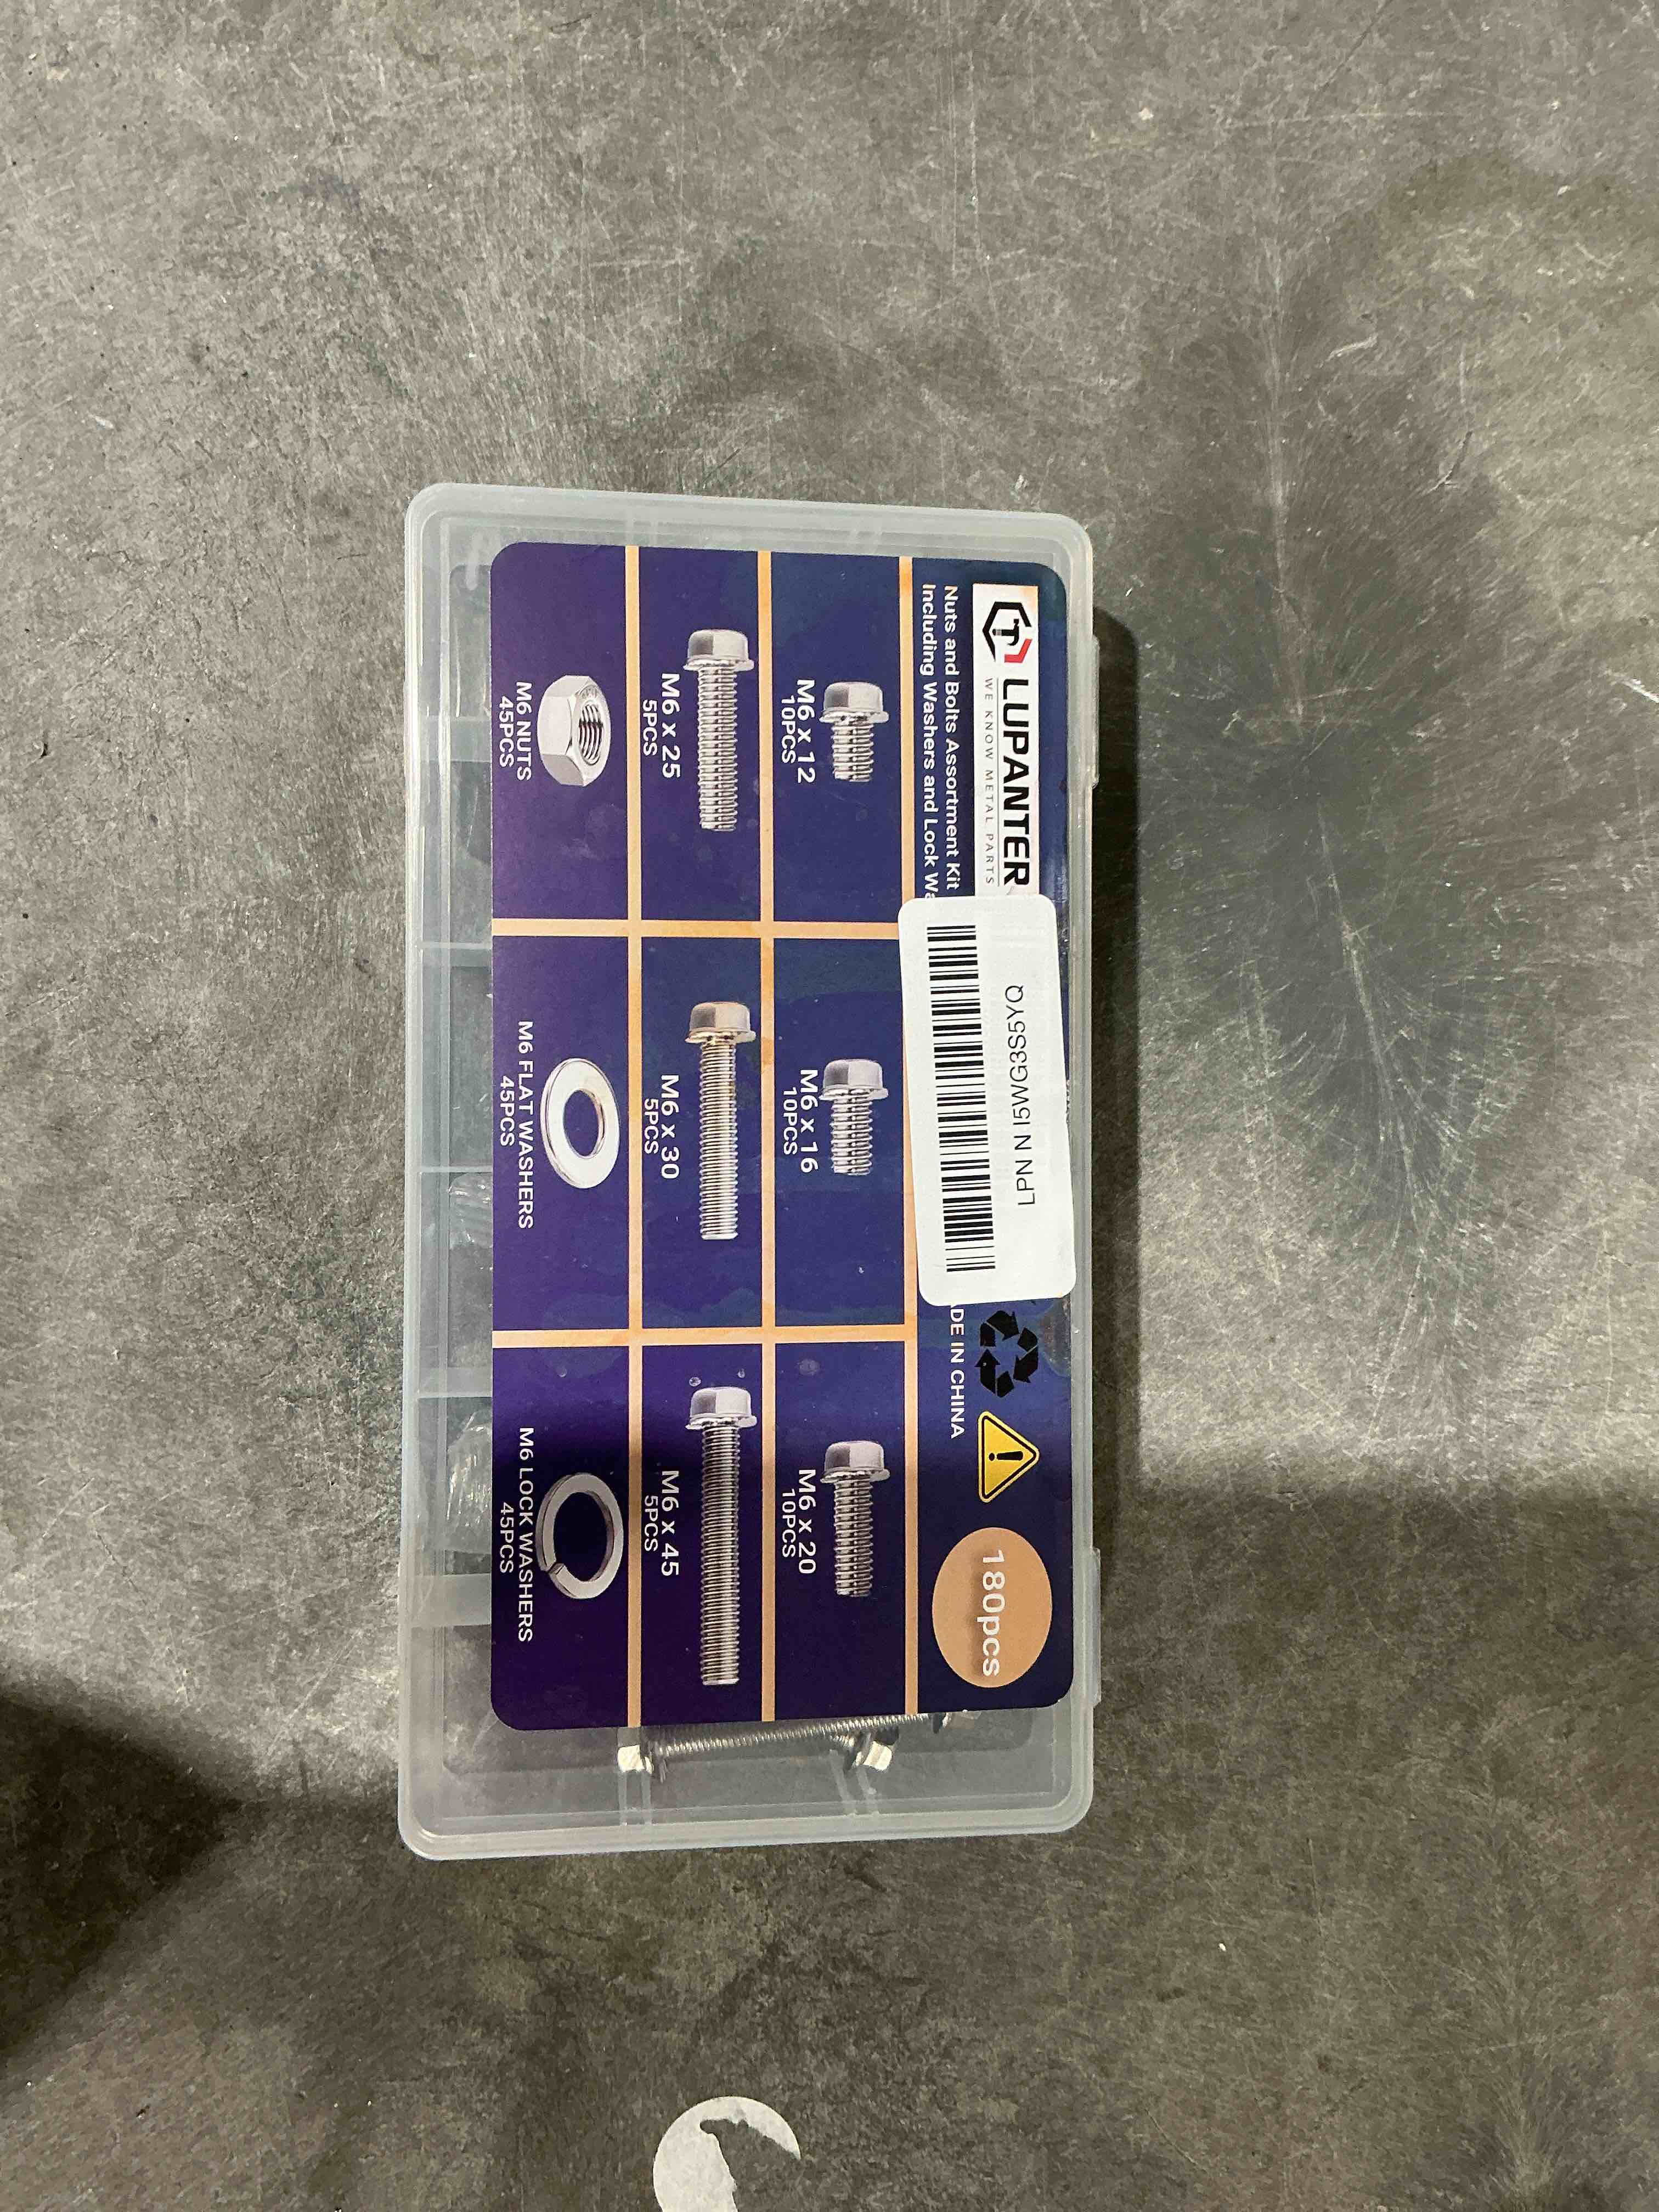 LUPANTER
WE KNOW METAL PARTS
Nuts and Bolts Assortment Kit
Including Washers and Lock
LPN N I5WG3S5YQ
IN CHINA
180pcs
M6 x 12
10PCS
M6 x 16
10PCS
M6 x 20
10PCS
M6 x 25
5PCS
M6 x 30
5PCS
M6 x 45
5PCS
M6 NUTS
45PCS
M6 FLAT WASHERS
45PCS
M6 LOCK WASHERS
45PCS